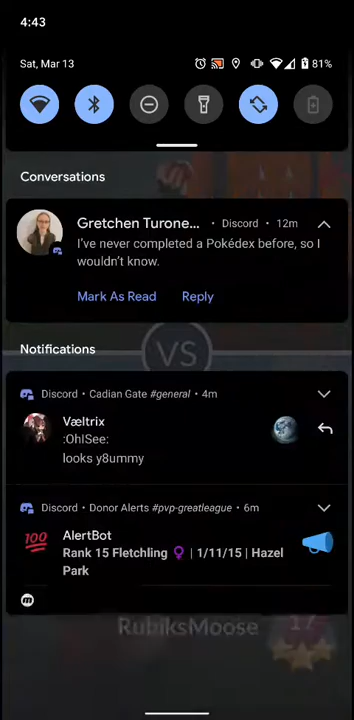 4:43
Sat, Mar 13
81%
Conversations
Gretchen Turone... • Discord • 12m
I've never completed a Pokédex before, so I
wouldn't know.
Mark As Read Reply
VS
Notifications
Discord • Cadian Gate #general • 4m
Væltrix
:OhISee:
looks y8ummy
Discord • Donor Alerts #pvp-greatleague • 6m
100
AlertBot
Rank 15 Fletchling ♀ | 1/11/15 | Hazel
Park
m
RubiksMoose
17